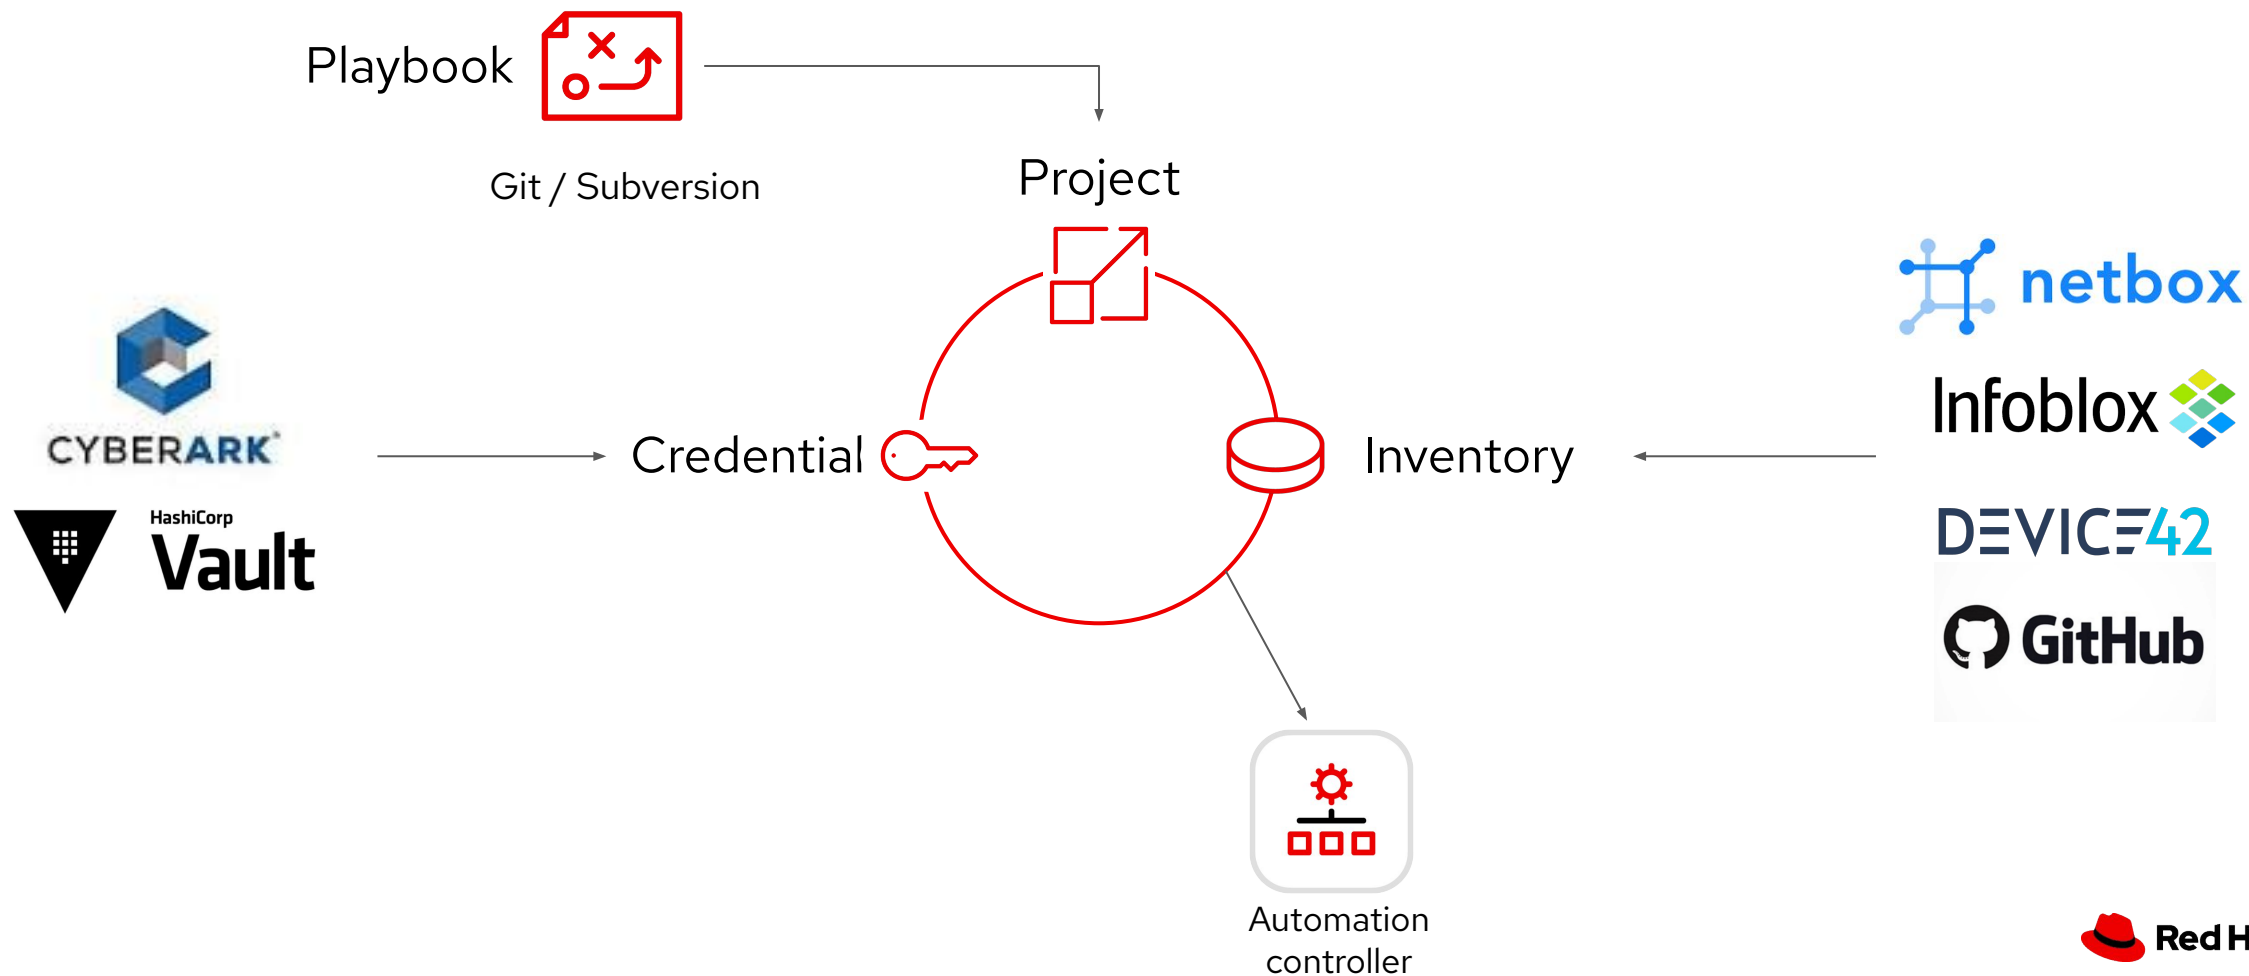 Playbook
Git / Subversion
Project
CYBERARK®
HashiCorp
Vault
Credential
Inventory
netbox
Infoblox
DEVICE42
GitHub
Automation
controller
Red H